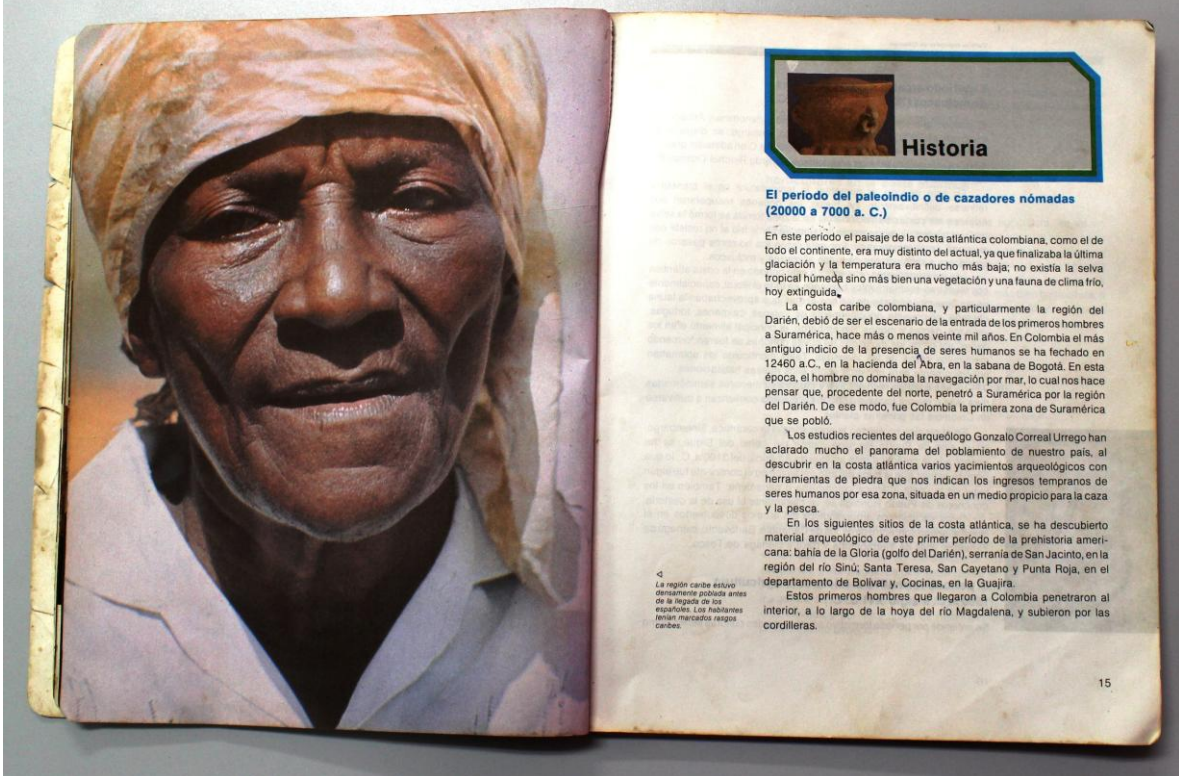 Historia
El período del paleoindio o de cazadores nómadas
(20000 a 7000 a. C.)
En este período el paisaje de la costa atlántica colombiana, como el de
todo el continente, era muy distinto del actual, ya que finalizaba la última
glaciación y la temperatura era mucho más baja; no existía la selva
tropical húmeda sino más bien una vegetación y una fauna de clima frío,
hoy extinguida.
La costa caribe colombiana, y particularmente la región del
Darién, debió de ser el escenario de la entrada de los primeros hombres
a Suramérica, hace más o menos veinte mil años. En Colombia el más
antiguo indicio de la presencia de seres humanos se ha fechado en
12460 a.C., en la hacienda del Abra, en la sabana de Bogotá. En esta
época, el hombre no dominaba la navegación por mar, lo cual nos hace
pensar que, procedente del norte, penetró a Suramérica por la región
del Darién. De ese modo, fue Colombia la primera zona de Suramérica
que se pobló.
Los estudios recientes del arqueólogo Gonzalo Correal Urrego han
aclarado mucho el panorama del poblamiento de nuestro país, al
descubrir en la costa atlántica varios yacimientos arqueológicos con
herramientas de piedra que nos indican los ingresos tempranos de
seres humanos por esa zona, situada en un medio propicio para la caza
y la pesca.
En los siguientes sitios de la costa atlántica, se ha descubierto
material arqueológico de este primer período de la prehistoria ameri-
cana: bahía de la Gloria (golfo del Darién), serranía de San Jacinto, en la
región del río Sinú; Santa Teresa, San Cayetano y Punta Roja, en el
departamento de Bolívar y, Cocinas, en la Guajira.
Estos primeros hombres que llegaron a Colombia penetraron al
interior, a lo largo de la hoya del río Magdalena, y subieron por las
cordilleras.
La región caribe estuvo
densamente poblada antes
de la llegada de los
españoles. Los habitantes
tenían marcados rasgos
caribes.
15